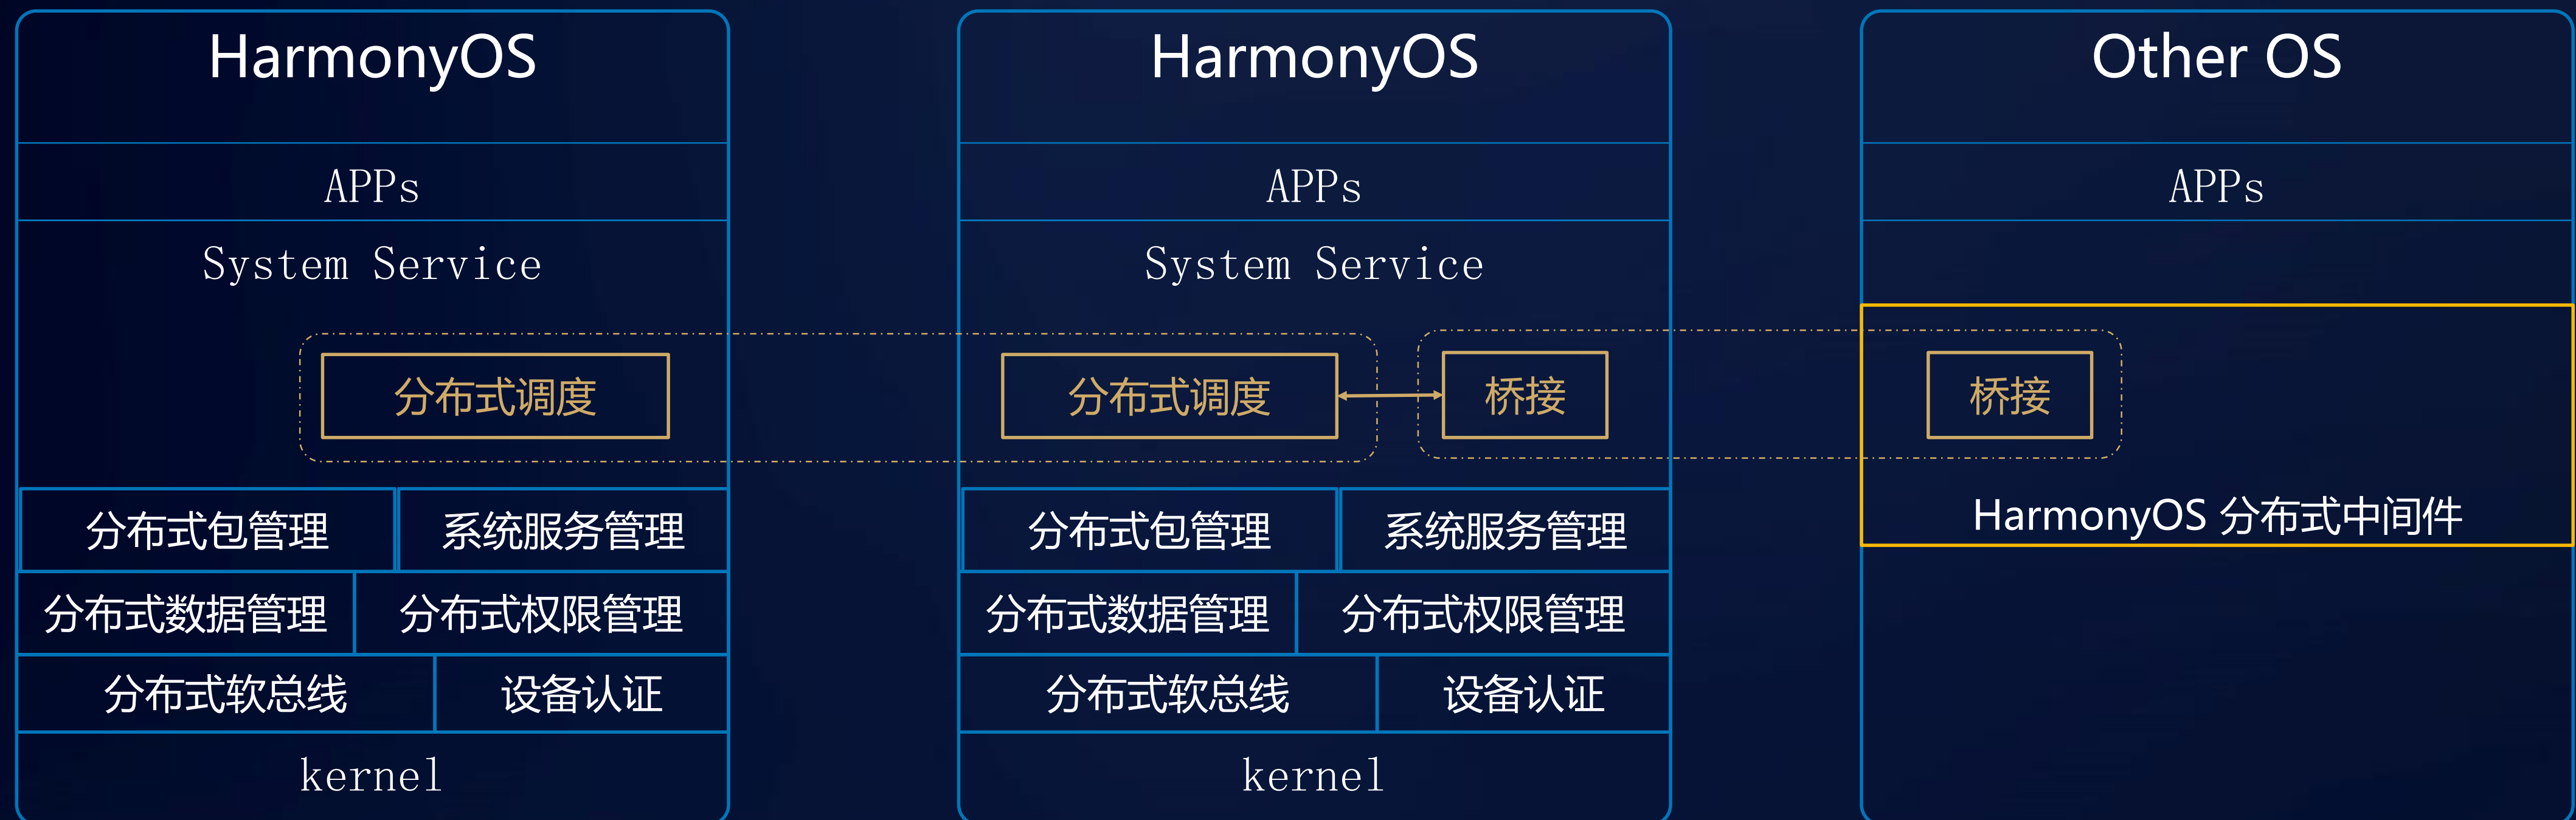 HarmonyOS
APPs
System Service
分布式调度
分布式包管理
系统服务管理
分布式数据管理
分布式权限管理
分布式软总线
设备认证
kernel
HarmonyOS
APPs
System Service
分布式调度
桥接
分布式包管理
系统服务管理
分布式数据管理
分布式权限管理
分布式软总线
设备认证
kernel
Other OS
APPs
桥接
HarmonyOS 分布式中间件